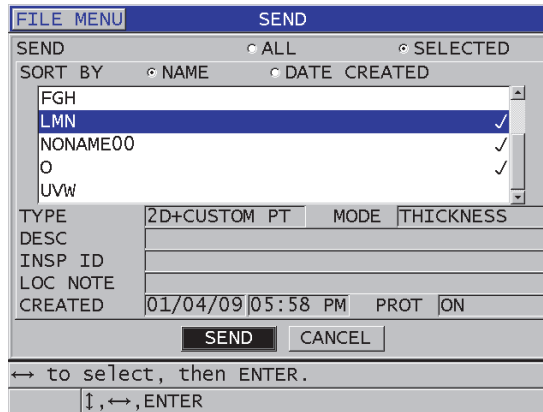 FILE MENU SEND
SEND ALL SELECTED
SORT BY NAME DATE CREATED
FGH
LMN
NONAME00
O
UVW
TYPE 2D+CUSTOM PT MODE THICKNESS
DESC
INSP ID
LOC NOTE
CREATED 01/04/09 05:58 PM PROT ON
SEND CANCEL
↔ to select, then ENTER.
↕,↔,ENTER